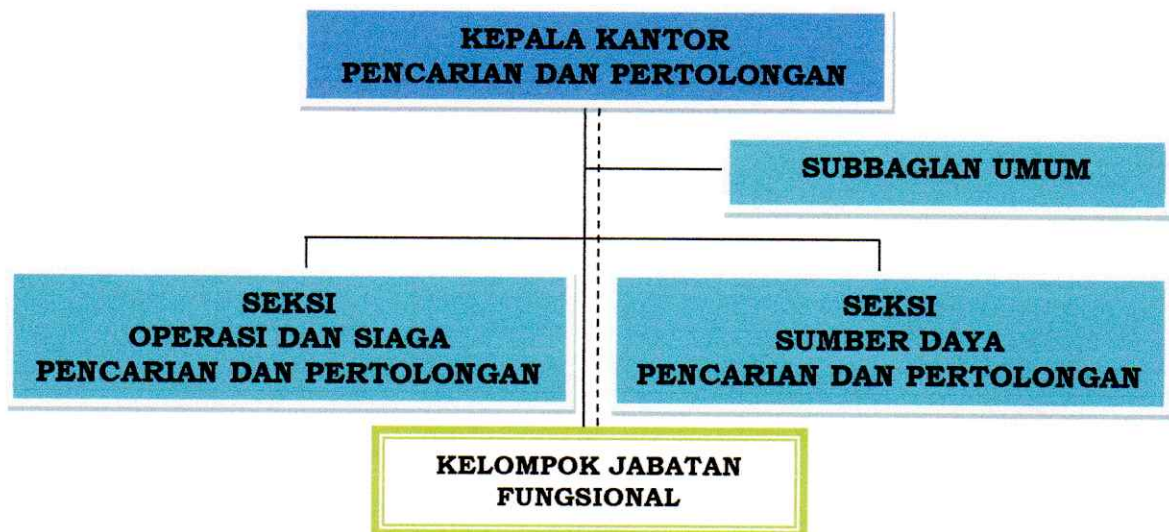 KEPALA KANTOR
PENCARIAN DAN PERTOLONGAN
SUBBAGIAN UMUM
SEKSI
OPERASI DAN SIAGA
PENCARIAN DAN PERTOLONGAN
SEKSI
SUMBER DAYA
PENCARIAN DAN PERTOLONGAN
KELOMPOK JABATAN
FUNGSIONAL